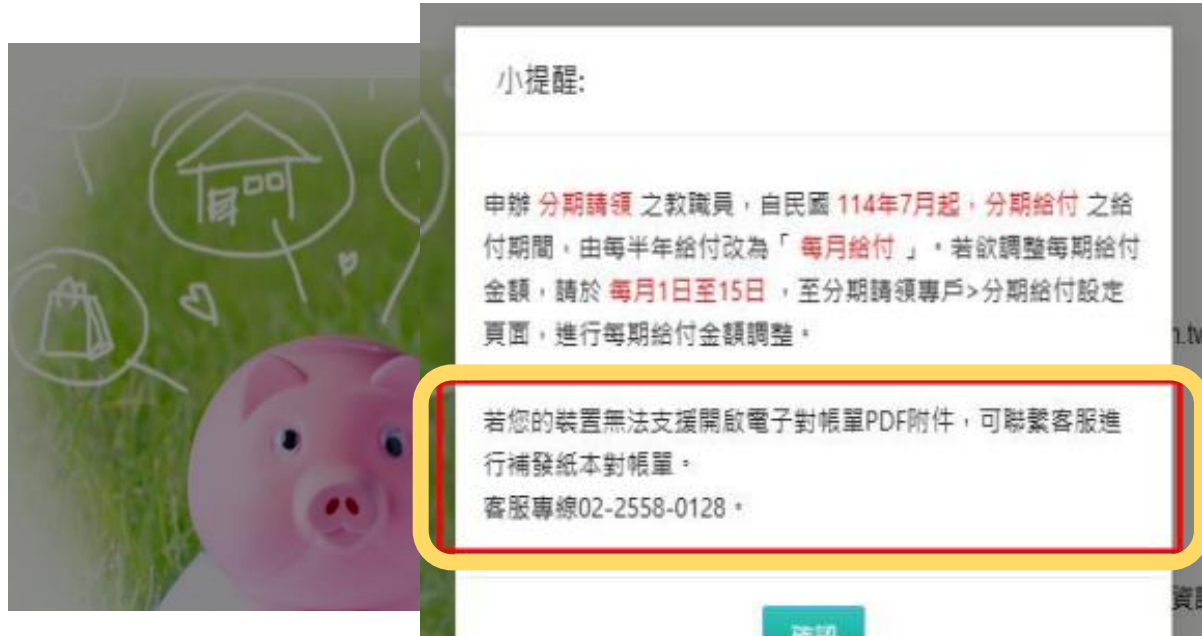 小提醒:
申辦 分期請領 之教職員，自民國 114年7月起，分期給付 之給
付期間，由每半年給付改為「 每月給付 」。若欲調整每期給付
金額，請於 每月1日至15日 ，至分期請領專戶>分期給付設定
頁面，進行每期給付金額調整。
若您的裝置無法支援開啟電子對帳單PDF附件，可聯繫客服進
行補發紙本對帳單。
客服專線02-2558-0128。
確認